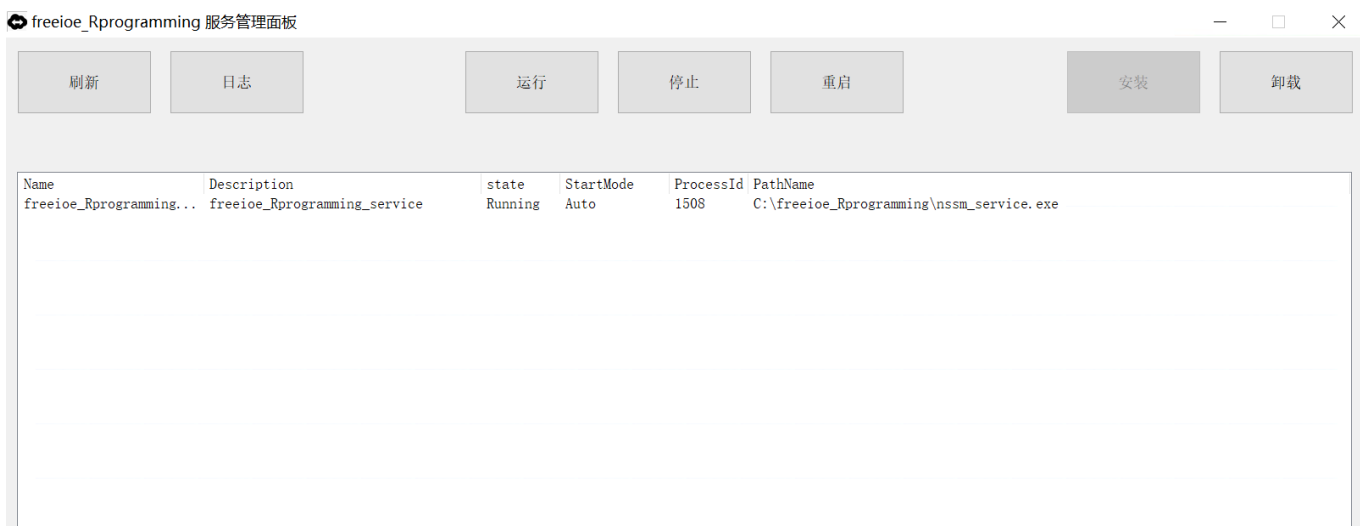 freeioe_Rprogramming 服务管理面板
刷新 日志 运行 停止 重启 安装 卸载
Name Description state StartMode ProcessId PathName
freeioe_Rprogramming... freeioe_Rprogramming_service Running Auto 1508 C:\freeioe_Rprogramming\nssm_service.exe